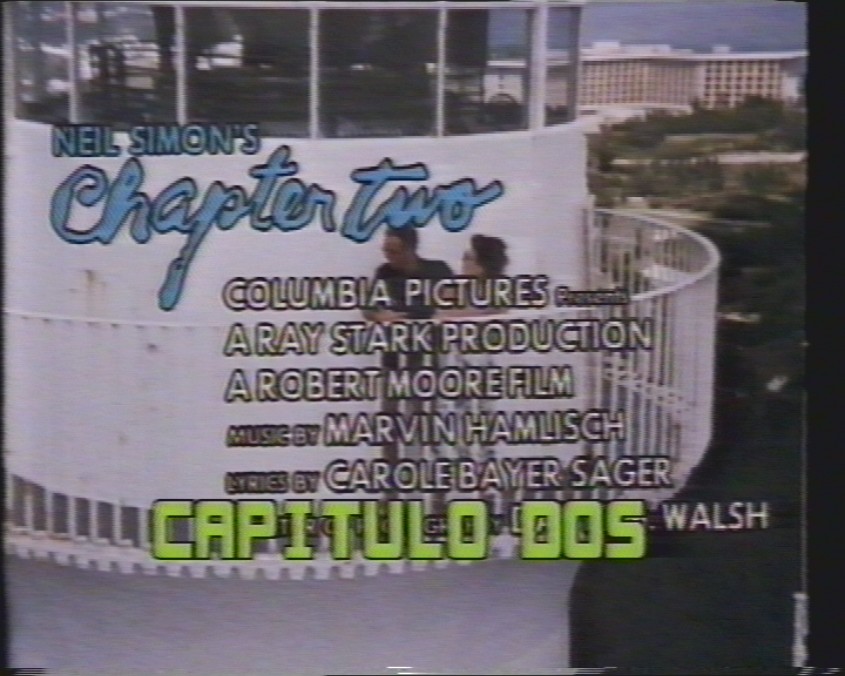 NEIL SIMON'S
Chapter two
COLUMBIA PICTURES Presents
A RAY STARK PRODUCTION
A ROBERT MOORE FILM
MUSIC BY MARVIN HAMLISCH
LYRICS BY CAROLE BAYER SAGER
WALSH
CAPITULO DOS